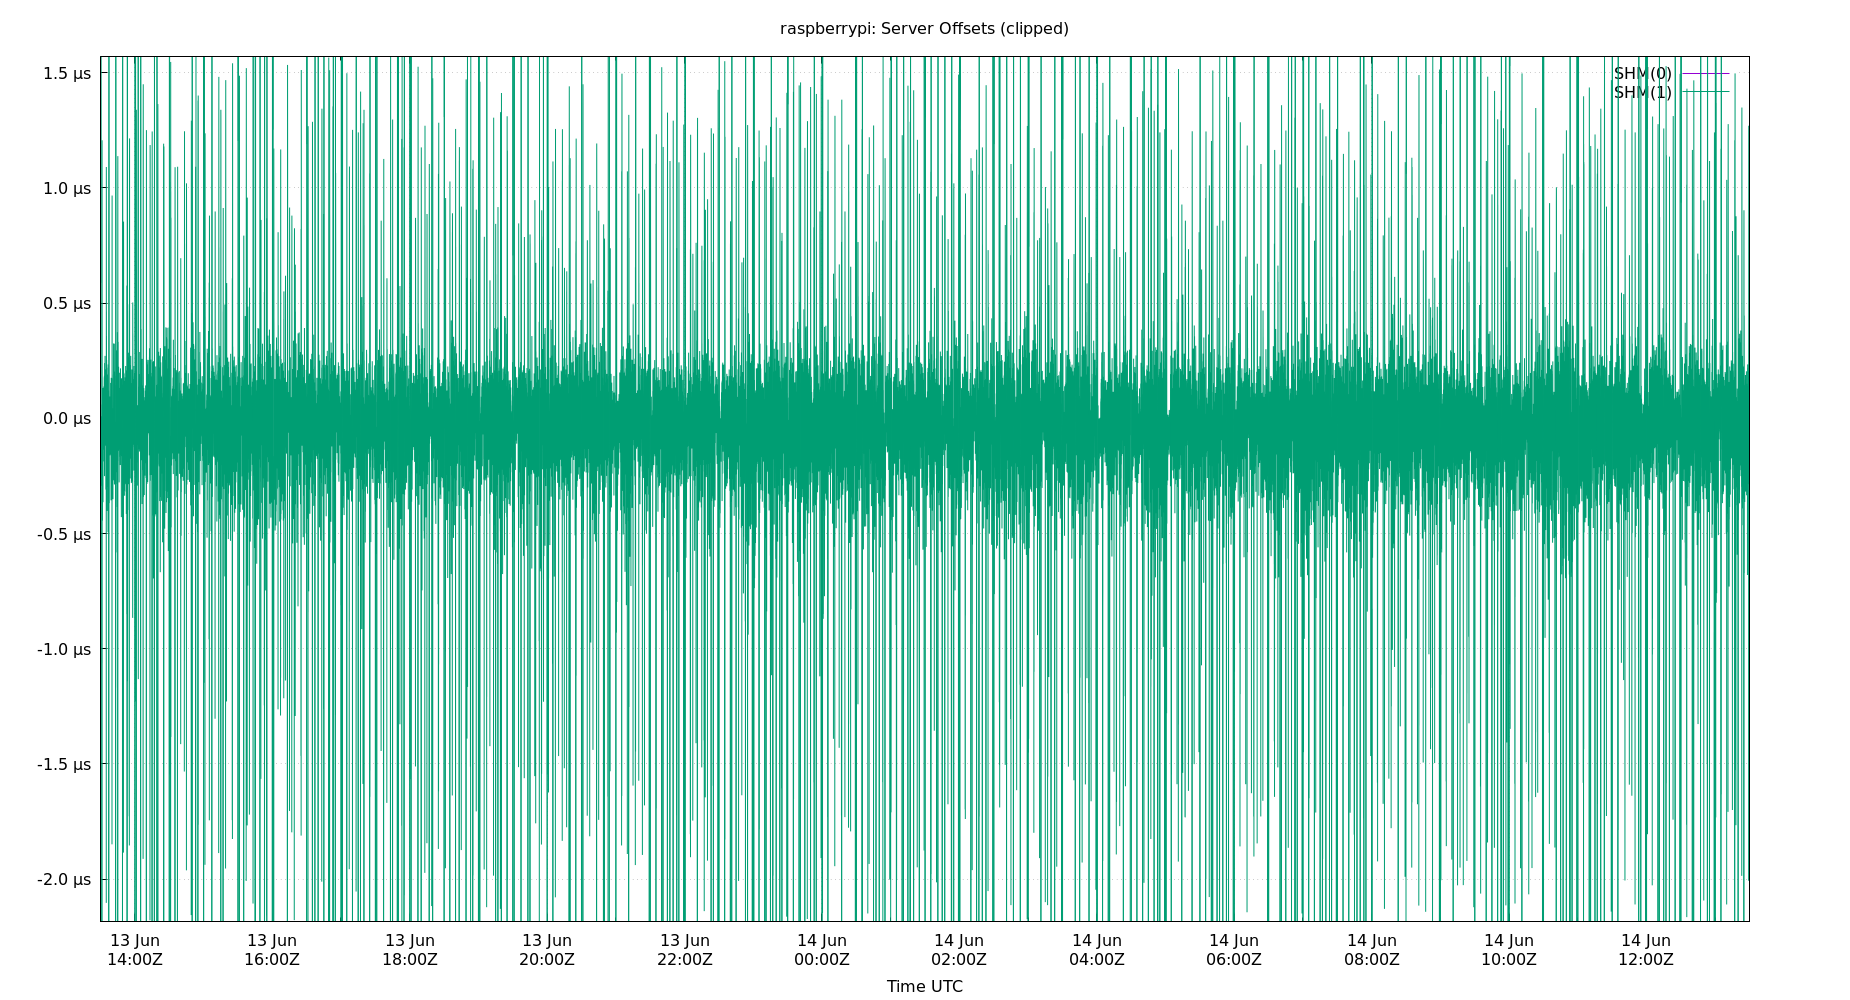 raspberrypi: Server Offsets (clipped)
SHM(0)
SHM(1)
1.5 µs
1.0 µs
0.5 µs
0.0 µs
-0.5 µs
-1.0 µs
-1.5 µs
-2.0 µs
13 Jun 13 Jun 13 Jun 13 Jun 13 Jun 14 Jun 14 Jun 14 Jun 14 Jun 14 Jun 14 Jun 14 Jun
14:00Z 16:00Z 18:00Z 20:00Z 22:00Z 00:00Z 02:00Z 04:00Z 06:00Z 08:00Z 10:00Z 12:00Z
Time UTC